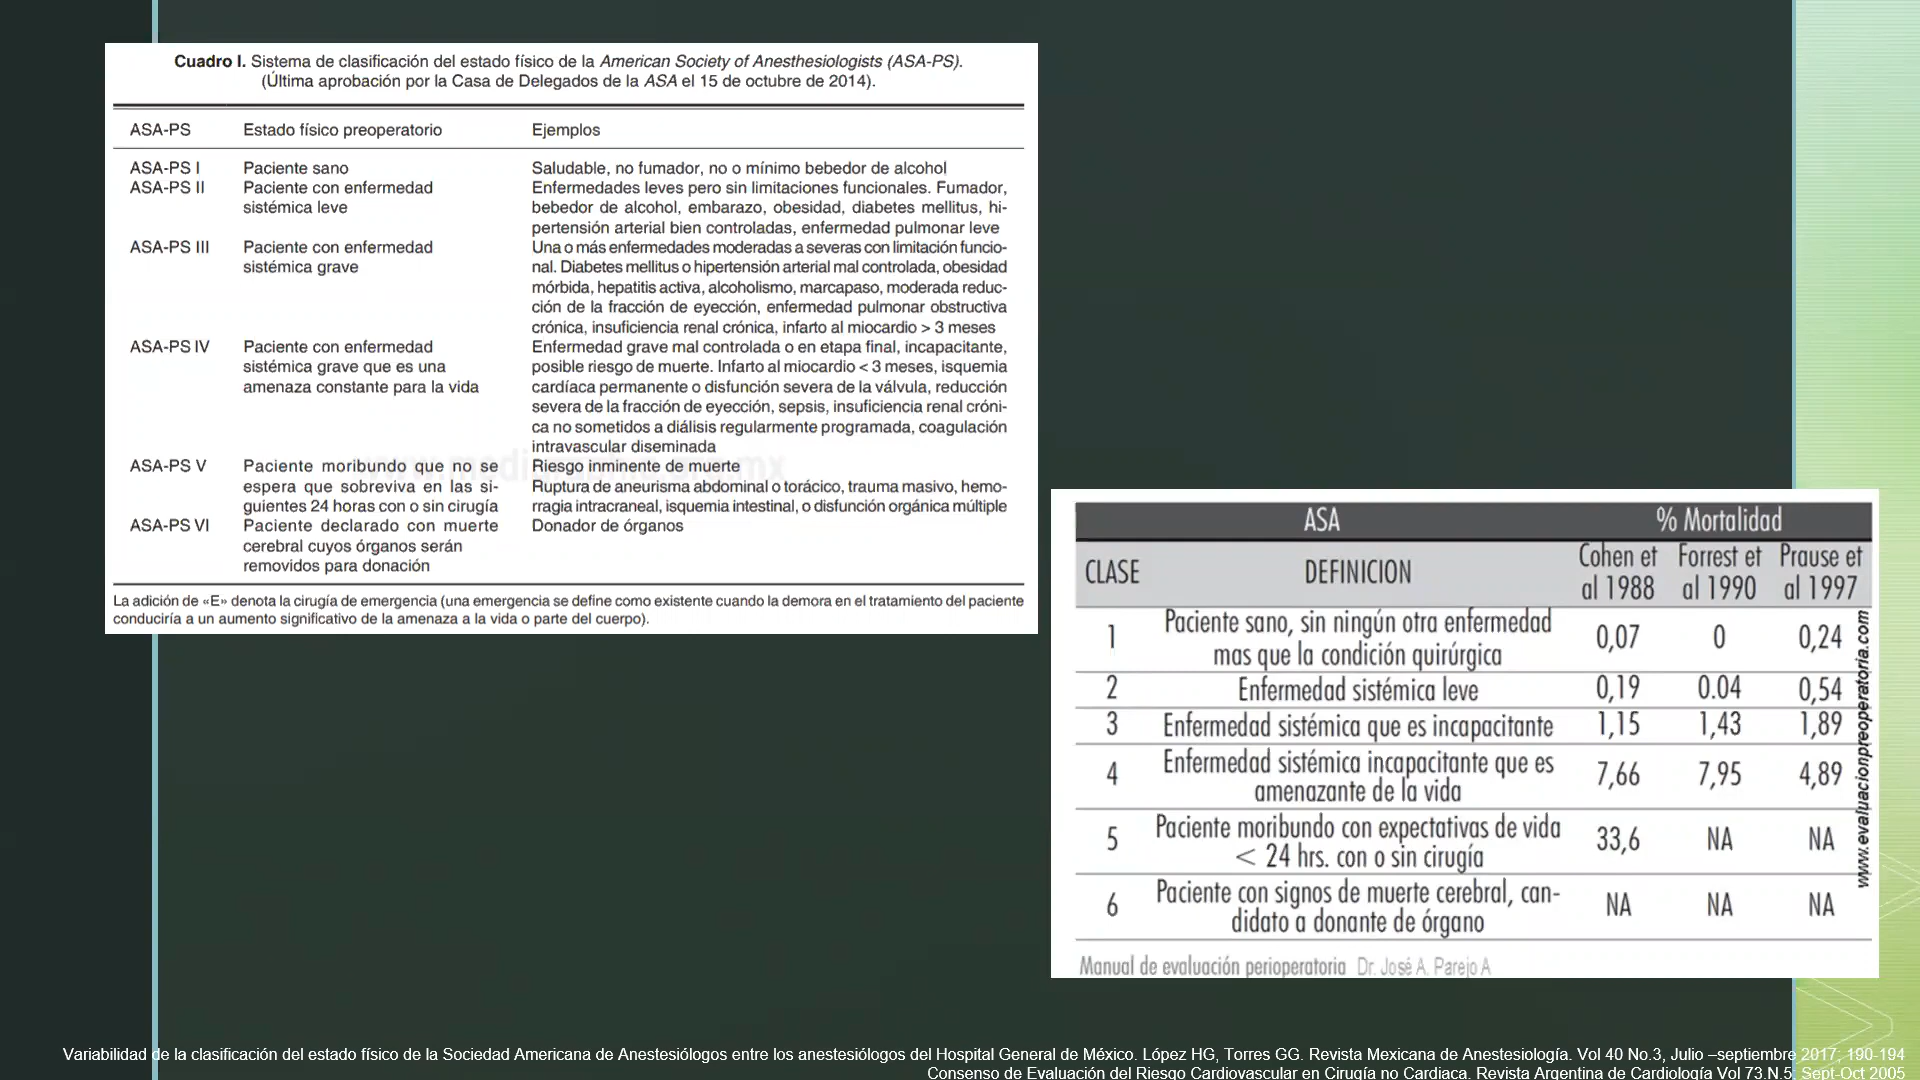 Cuadro I. Sistema de clasificación del estado físico de la American Society of Anesthesiologists (ASA-PS).
(Última aprobación por la Casa de Delegados de la ASA el 15 de octubre de 2014).
ASA-PS Estado físico preoperatorio Ejemplos
ASA-PS I Paciente sano Saludable, no fumador, no o mínimo bebedor de alcohol
ASA-PS II Paciente con enfermedad Enfermedades leves pero sin limitaciones funcionales. Fumador,
sistémica leve bebedor de alcohol, embarazo, obesidad, diabetes mellitus, hi-
pertensión arterial bien controladas, enfermedad pulmonar leve
ASA-PS III Paciente con enfermedad Una o más enfermedades moderadas a severas con limitación funcio-
sistémica grave nal. Diabetes mellitus o hipertensión arterial mal controlada, obesidad
mórbida, hepatitis activa, alcoholismo, marcapaso, moderada reduc-
ción de la fracción de eyección, enfermedad pulmonar obstructiva
crónica, insuficiencia renal crónica, infarto al miocardio > 3 meses
ASA-PS IV Paciente con enfermedad Enfermedad grave mal controlada o en etapa final, incapacitante,
sistémica grave que es una posible riesgo de muerte. Infarto al miocardio < 3 meses, isquemia
amenaza constante para la vida cardíaca permanente o disfunción severa de la válvula, reducción
severa de la fracción de eyección, sepsis, insuficiencia renal cróni-
ca no sometidos a diálisis regularmente programada, coagulación
intravascular diseminada
ASA-PS V Paciente moribundo que no se Riesgo inminente de muerte
espera que sobreviva en las si- Ruptura de aneurisma abdominal o torácico, trauma masivo, hemo-
guientes 24 horas con o sin cirugía rragia intracraneal, isquemia intestinal, o disfunción orgánica múltiple
ASA-PS VI Paciente declarado con muerte Donador de órganos
cerebral cuyos órganos serán
removidos para donación
La adición de «E» denota la cirugía de emergencia (una emergencia se define como existente cuando la demora en el tratamiento del paciente
conduciría a un aumento significativo de la amenaza a la vida o parte del cuerpo).
ASA % Mortalidad
CLASE DEFINICION Cohen et al 1988 Forrest et al 1990 Prause et al 1997
1 Paciente sano, sin ningún otra enfermedad
mas que la condición quirúrgica 0,07 0 0,24
2 Enfermedad sistémica leve 0,19 0.04 0,54
3 Enfermedad sistémica que es incapacitante 1,15 1,43 1,89
4 Enfermedad sistémica incapacitante que es
amenazante de la vida 7,66 7,95 4,89
5 Paciente moribundo con expectativas de vida
< 24 hrs. con o sin cirugía 33,6 NA NA
6 Paciente con signos de muerte cerebral, can-
didato a donante de órgano NA NA NA
www.evaluacionpreoperatoria.com
Manual de evaluación perioperatoria Dr. José A. Parejo A
Variabilidad de la clasificación del estado físico de la Sociedad Americana de Anestesiólogos entre los anestesiólogos del Hospital General de México. López HG, Torres GG. Revista Mexicana de Anestesiología. Vol 40 No.3, Julio –septiembre 2017; 190-194
Consenso de Evaluación del Riesgo Cardiovascular en Cirugía no Cardiaca. Revista Argentina de Cardiología Vol 73 N 5, Sept-Oct 2005